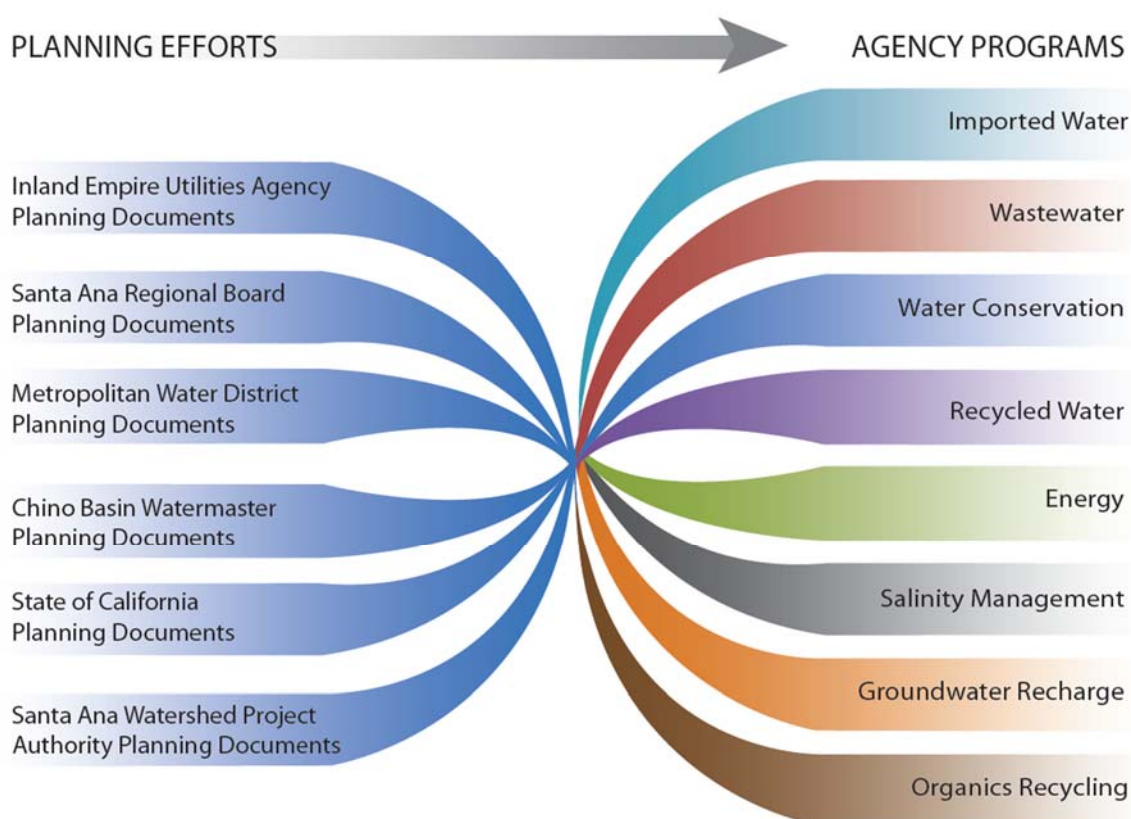 PLANNING EFFORTS
AGENCY PROGRAMS
Inland Empire Utilities Agency
Planning Documents
Santa Ana Regional Board
Planning Documents
Metropolitan Water District
Planning Documents
Chino Basin Watermaster
Planning Documents
State of California
Planning Documents
Santa Ana Watershed Project
Authority Planning Documents
Imported Water
Wastewater
Water Conservation
Recycled Water
Energy
Salinity Management
Groundwater Recharge
Organics Recycling